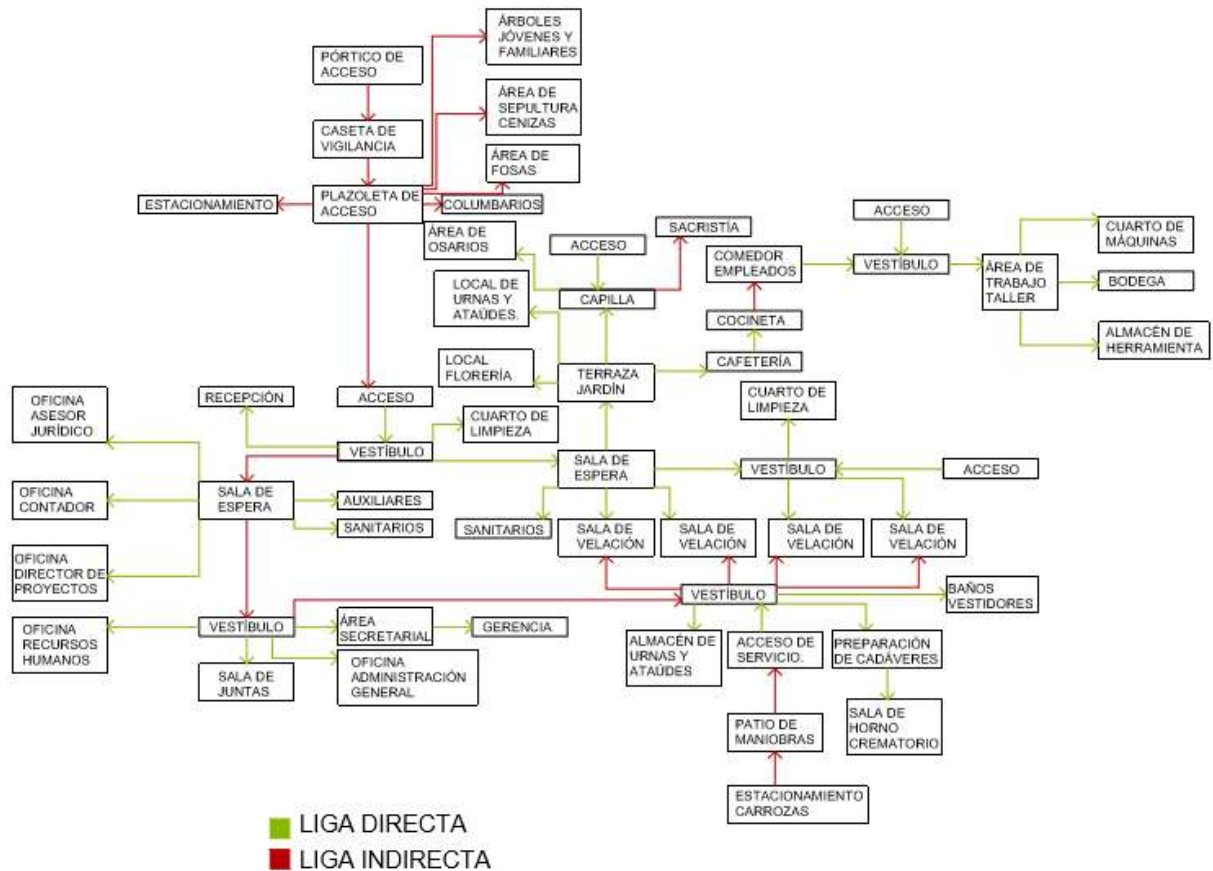 ÁRBOLES
JÓVENES Y
FAMILIARES
PÓRTICO DE
ACCESO
ÁREA DE
SEPULTURA
CENIZAS
CASETA DE
VIGILANCIA
ÁREA DE
FOSAS
ESTACIONAMIENTO
PLAZOLETA DE
ACCESO
COLUMBARIOS
ÁREA DE
OSARIOS
ACCESO
SACRISTÍA
COMEDOR
EMPLEADOS
ACCESO
VESTÍBULO
ÁREA DE
TRABAJO
TALLER
CUARTO DE
MÁQUINAS
BODEGA
ALMACÉN DE
HERRAMIENTA
LOCAL DE
URNAS Y
ATAÚDES.
CAPILLA
COCINETA
LOCAL
FLORERÍA
TERRAZA
JARDÍN
CAFETERÍA
OFICINA
ASESOR
JURÍDICO
RECEPCIÓN
ACCESO
CUARTO DE
LIMPIEZA
CUARTO DE
LIMPIEZA
VESTÍBULO
SALA DE
ESPERA
VESTÍBULO
ACCESO
OFICINA
CONTADOR
SALA DE
ESPERA
AUXILIARES
SANITARIOS
SANITARIOS
SALA DE
VELACIÓN
SALA DE
VELACIÓN
SALA DE
VELACIÓN
SALA DE
VELACIÓN
OFICINA
DIRECTOR DE
PROYECTOS
VESTÍBULO
BAÑOS
VESTIDORES
OFICINA
RECURSOS
HUMANOS
VESTÍBULO
ÁREA
SECRETARIAL
GERENCIA
ALMACÉN DE
URNAS Y
ATAÚDES
ACCESO DE
SERVICIO.
PREPARACIÓN
DE CADÁVERES
SALA DE
JUNTAS
OFICINA
ADMINISTRACIÓN
GENERAL
PATIO DE
MANIOBRAS
SALA DE
HORNO
CREMATORIO
ESTACIONAMIENTO
CARROZAS
LIGA DIRECTA
LIGA INDIRECTA